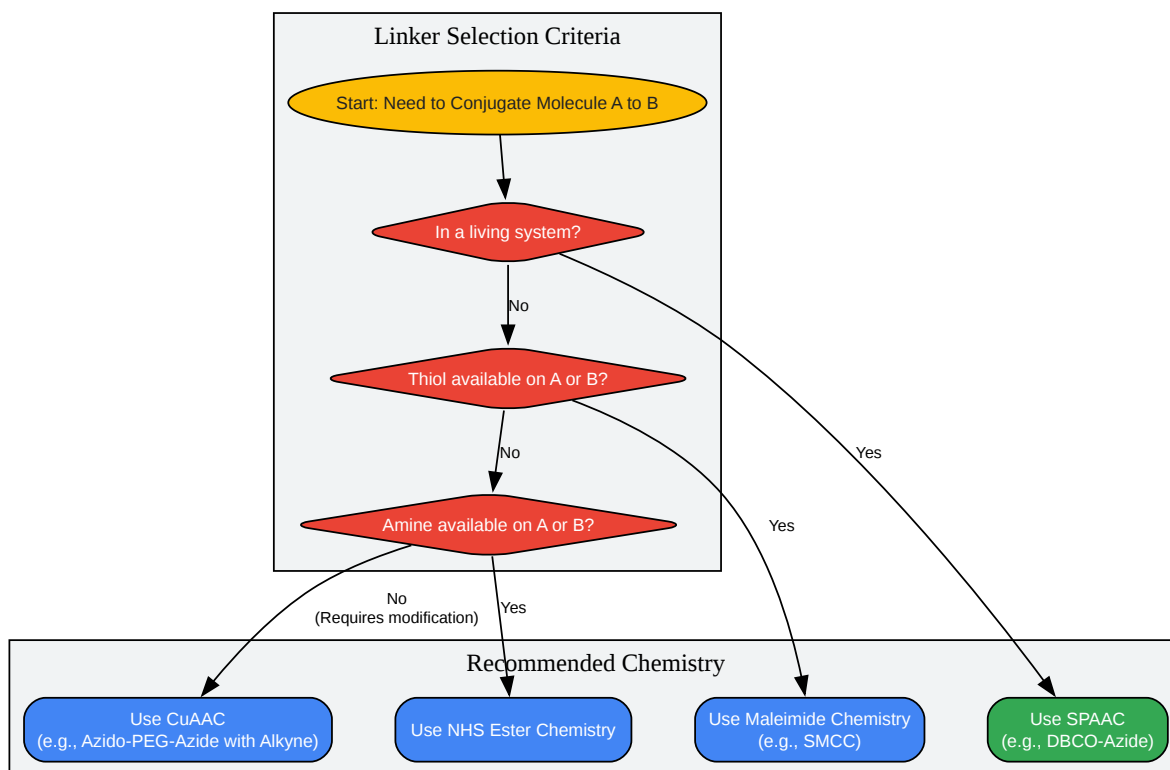 Linker Selection Criteria
Start: Need to Conjugate Molecule A to B
In a living system?
No
Thiol available on A or B?
No
Yes
Amine available on A or B?
Yes
No
(Requires modification)
Yes
Recommended Chemistry
Use CuAAC
(e.g., Azido-PEG-Azide with Alkyne)
Use NHS Ester Chemistry
Use Maleimide Chemistry
(e.g., SMCC)
Use SPAAC
(e.g., DBCO-Azide)